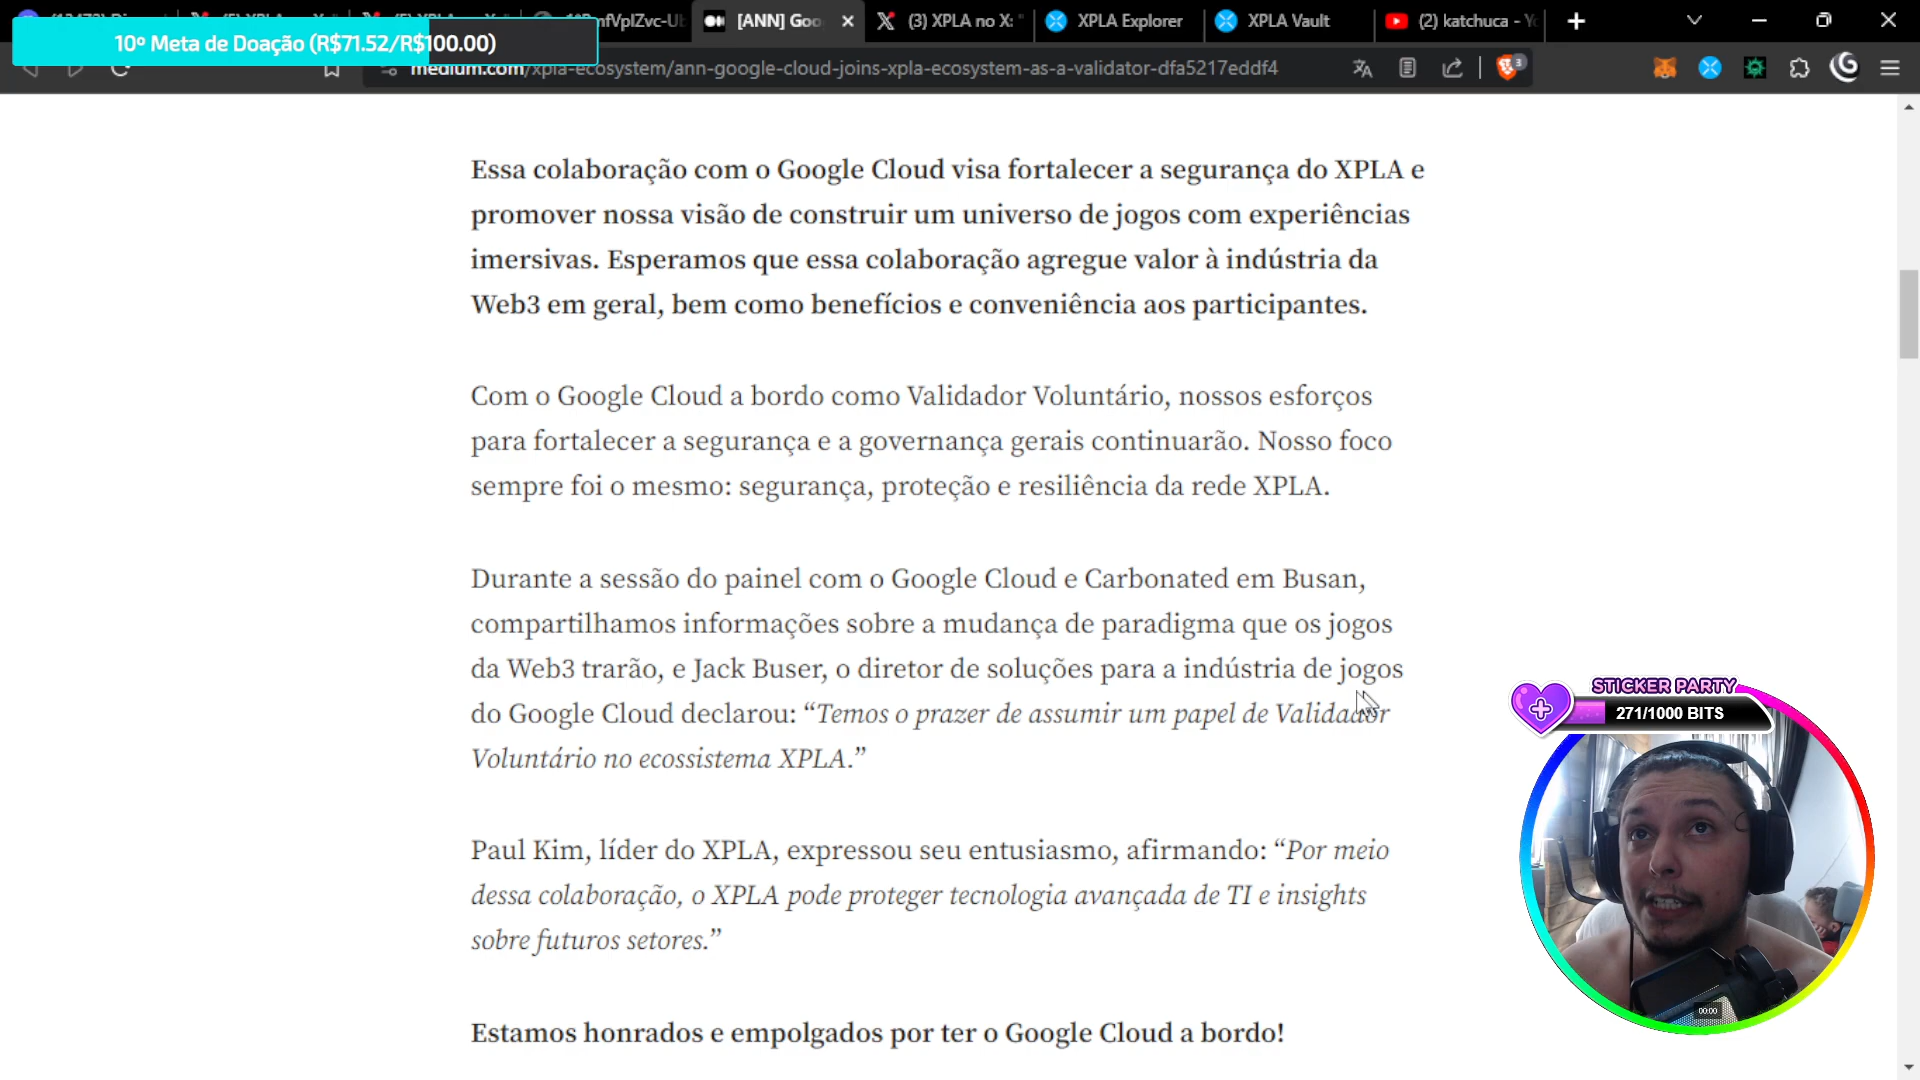 [ANN] Goo
(3) XPLA no X: "
XPLA Explorer
XPLA Vault
(2) katchuca - Yo
10º Meta de Doação (R$71.52/R$100.00)
medium.com/xpla-ecosystem/ann-google-cloud-joins-xpla-ecosystem-as-a-validator-dfa5217eddf4
3
Essa colaboração com o Google Cloud visa fortalecer a segurança do XPLA e
promover nossa visão de construir um universo de jogos com experiências
imersivas. Esperamos que essa colaboração agregue valor à indústria da
Web3 em geral, bem como benefícios e conveniência aos participantes.
Com o Google Cloud a bordo como Validador Voluntário, nossos esforços
para fortalecer a segurança e a governança gerais continuarão. Nosso foco
sempre foi o mesmo: segurança, proteção e resiliência da rede XPLA.
Durante a sessão do painel com o Google Cloud e Carbonated em Busan,
compartilhamos informações sobre a mudança de paradigma que os jogos
da Web3 trarão, e Jack Buser, o diretor de soluções para a indústria de jogos
do Google Cloud declarou: “Temos o prazer de assumir um papel de Validador
Voluntário no ecossistema XPLA.”
Paul Kim, líder do XPLA, expressou seu entusiasmo, afirmando: “Por meio
dessa colaboração, o XPLA pode proteger tecnologia avançada de TI e insights
sobre futuros setores.”
Estamos honrados e empolgados por ter o Google Cloud a bordo!
STICKER PARTY
271/1000 BITS
00:00